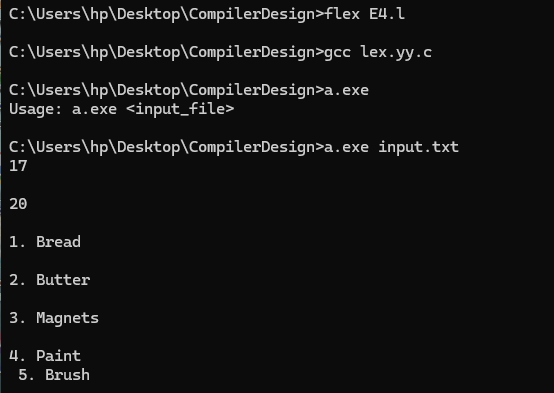 C:\Users\hp\Desktop\CompilerDesign>flex E4.l
C:\Users\hp\Desktop\CompilerDesign>gcc lex.yy.c
C:\Users\hp\Desktop\CompilerDesign>a.exe
Usage: a.exe <input_file>
C:\Users\hp\Desktop\CompilerDesign>a.exe input.txt
17
20
1. Bread
2. Butter
3. Magnets
4. Paint
5. Brush